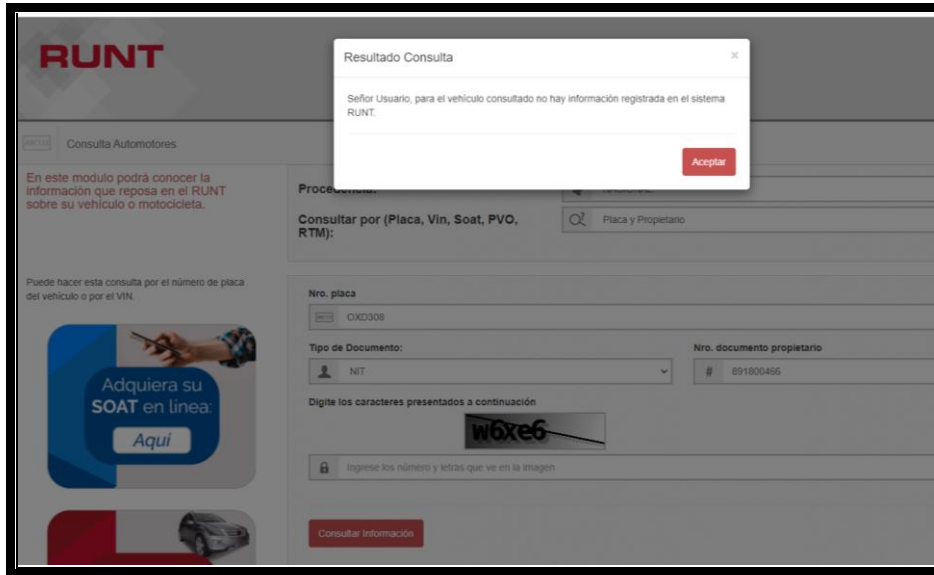 RUNT
Resultado Consulta
×
Señor Usuario, para el vehículo consultado no hay información registrada en el sistema
RUNT.
Aceptar
Consulta Automotores
En este modulo podrá conocer la
información que reposa en el RUNT
sobre su vehículo o motocicleta.
Procedencia:
NACIONAL
Consultar por (Placa, Vin, Soat, PVO,
RTM):
Placa y Propietario
Puede hacer esta consulta por el número de placa
del vehículo o por el VIN.
Nro. placa
OXD308
Tipo de Documento:
Nro. documento propietario
NIT
# 891800466
Digite los caracteres presentados a continuación
w6xe6
Ingrese los número y letras que ve en la imagen
Adquiera su
SOAT en línea:
Aquí
Consultar Información